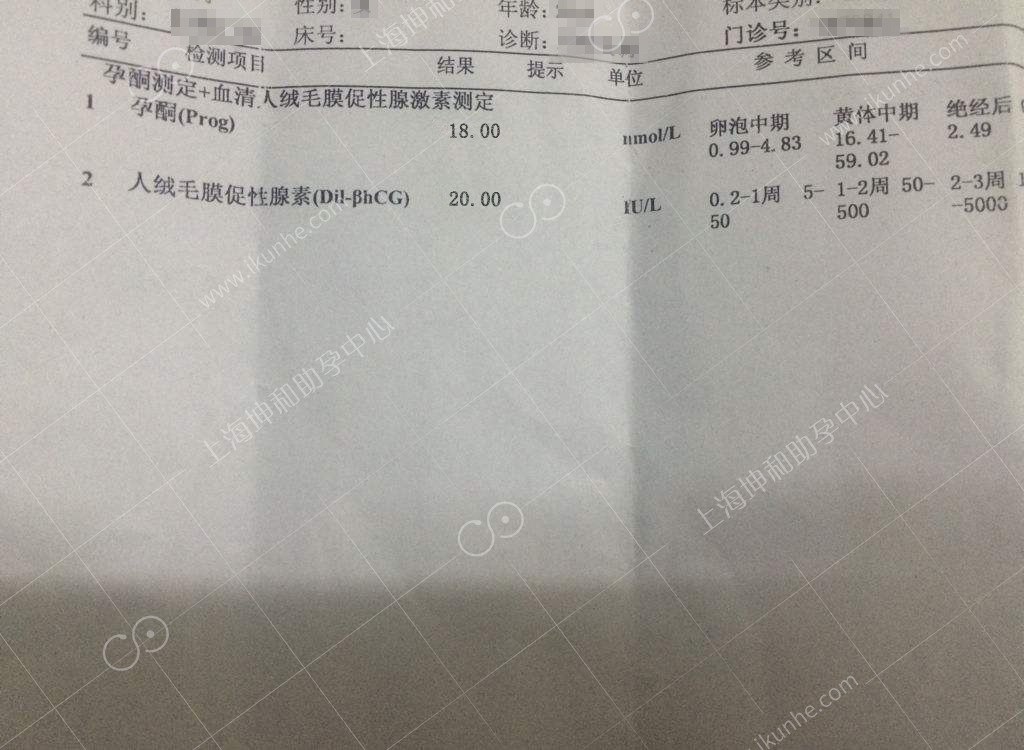 科别： 性别： 年龄： 标本类别：
床号： 诊断： 门诊号：
编号 检测项目 结果 提示 单位 参考区间
孕酮测定+血清人绒毛膜促性腺激素测定
1 孕酮(Prog) 18.00 nmol/L 卵泡中期 黄体中期 绝经后
0.99-4.83 16.41- 2.49
59.02
2 人绒毛膜促性腺素(Dil-βhCG) 20.00 IU/L 0.2-1周 5- 1-2周 50- 2-3周
50 500 -5000
上海坤和助孕中心
www.ikunhe.com
上海坤和助孕中心
上海坤和助孕中心
ikunhe.com